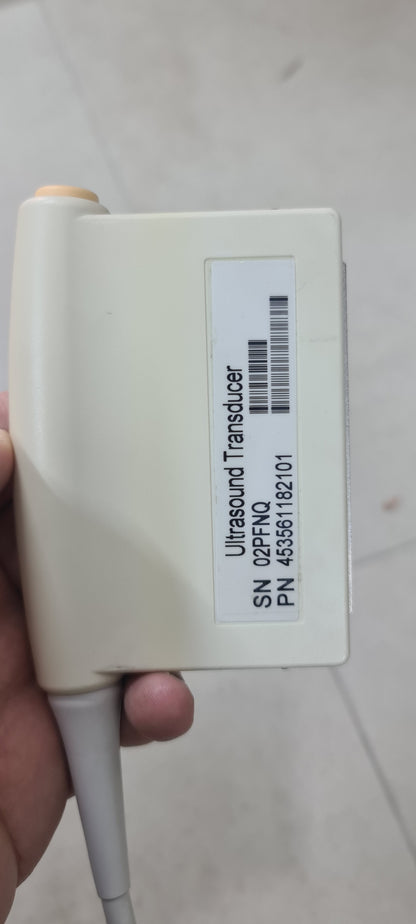 Ultrasound Transducer
SN 02PFNQ
PN 453561182101